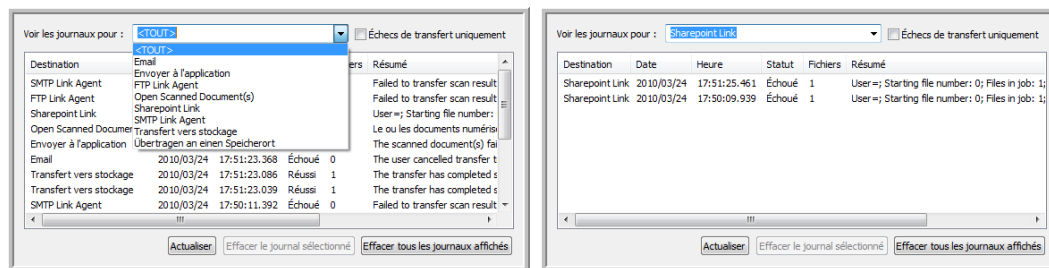 Voir les journaux pour : <TOUT> Échecs de transfert uniquement
<TOUT>
Email
Envoyer à l'application
FTP Link Agent
Open Scanned Document(s)
Sharepoint Link
SMTP Link Agent
Transfert vers stockage
Übertragen an einen Speicherort
Destination ers Résumé
SMTP Link Agent Failed to transfer scan result
FTP Link Agent Failed to transfer scan result
Sharepoint Link User=; Starting file number:
Open Scanned Documer Le ou les documents numéris
Envoyer à l'application The scanned document(s) fai
Email 2010/03/24 17:51:23.368 Échoué 0 The user cancelled transfer t
Transfert vers stockage 2010/03/24 17:51:23.086 Réussi 1 The transfer has completed s
Transfert vers stockage 2010/03/24 17:51:23.039 Réussi 1 The transfer has completed s
SMTP Link Agent 2010/03/24 17:50:11.392 Échoué 0 Failed to transfer scan result
Actualiser Effacer le journal sélectionné Effacer tous les journaux affichés
Voir les journaux pour : Sharepoint Link Échecs de transfert uniquement
Destination Date Heure Statut Fichiers Résumé
Sharepoint Link 2010/03/24 17:51:25.461 Échoué 1 User=; Starting file number: 0; Files in job: 1;
Sharepoint Link 2010/03/24 17:50:09.939 Échoué 1 User=; Starting file number: 0; Files in job: 1;
Actualiser Effacer le journal sélectionné Effacer tous les journaux affichés